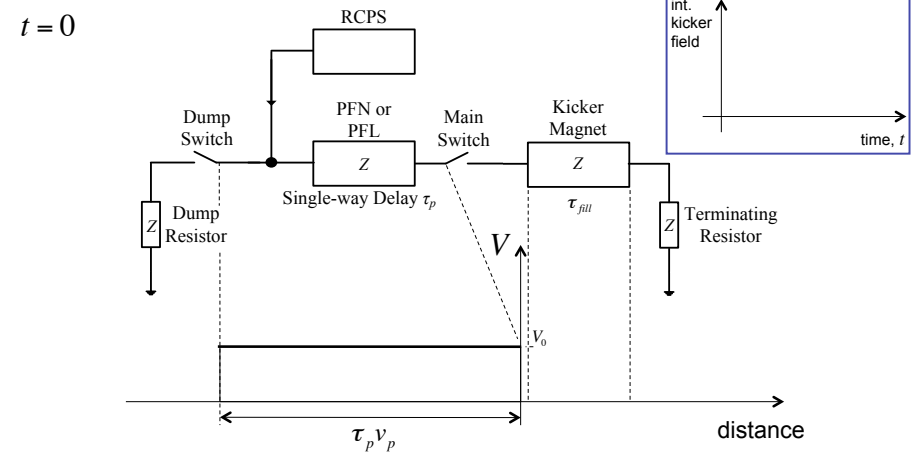 t = 0
RCPS
int.
kicker
field
time, t
Dump
Switch
PFN or
PFL
Main
Switch
Kicker
Magnet
Z
Z
Single-way Delay τp
τfill
Z
Dump
Resistor
Z
Terminating
Resistor
V
V0
τpvp
distance